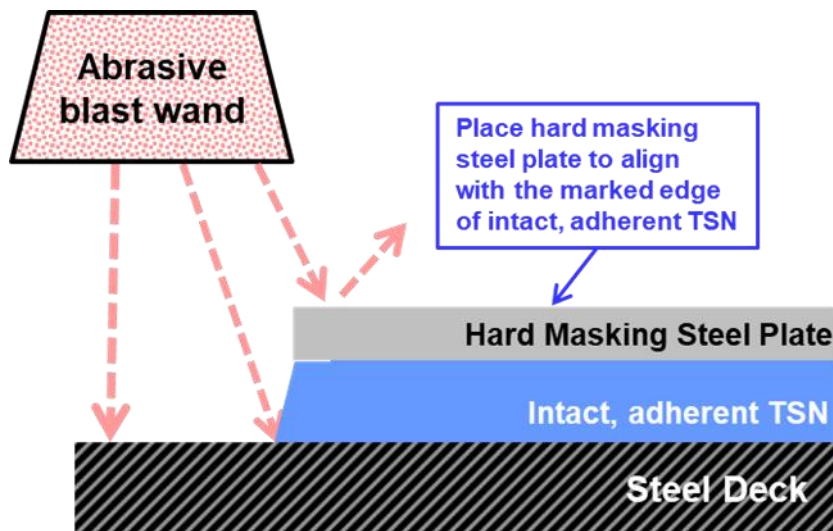 Abrasive
blast wand
Place hard masking
steel plate to align
with the marked edge
of intact, adherent TSN
Hard Masking Steel Plate
Intact, adherent TSN
Steel Deck